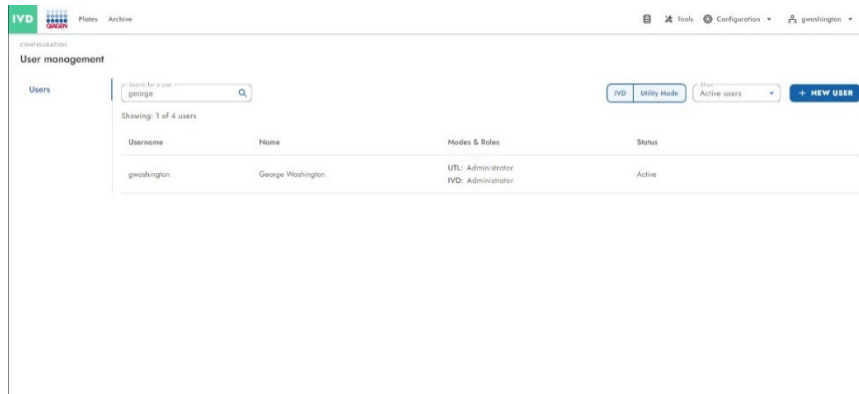 IVD QIAGEN Plates Archive Tools Configuration gwashington
CONFIGURATION
User management
Users
Search for a user
george
IVD Utility Mode
Show
Active users
+ NEW USER
Showing: 1 of 4 users
Username Name Modes & Roles Status
gwashington George Washington UTL: Administrator Active
IVD: Administrator